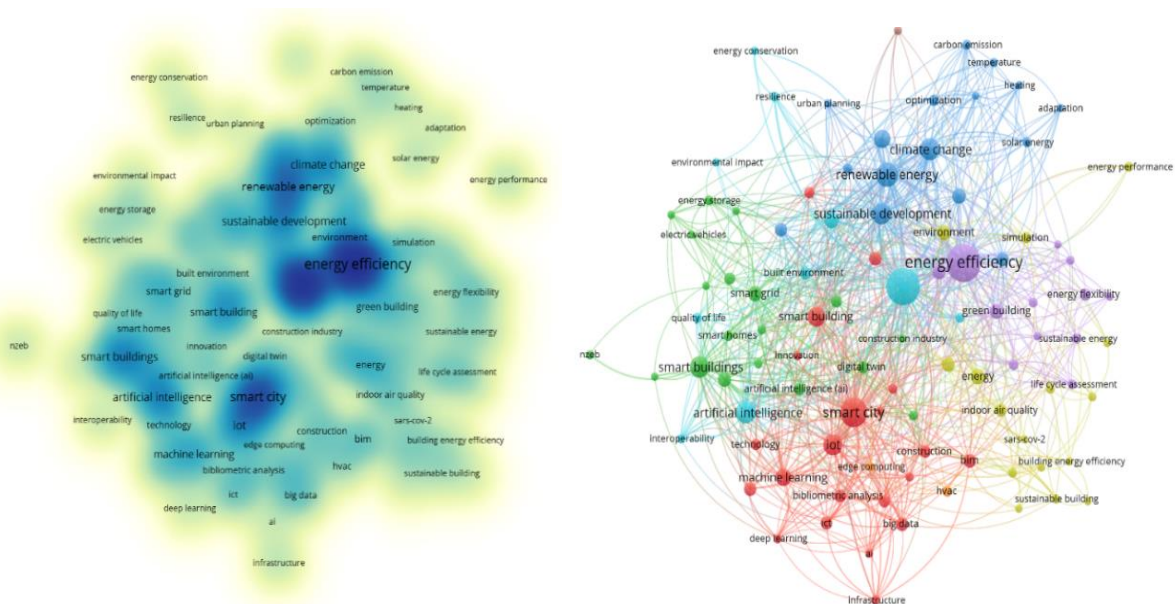 energy conservation
carbon emission
temperature
resilience
urban planning
optimization
heating
adaptation
climate change
solar energy
environmental impact
renewable energy
energy performance
energy storage
sustainable development
electric vehicles
environment
simulation
energy efficiency
built environment
smart grid
energy flexibility
quality of life
smart building
green building
smart homes
construction industry
sustainable energy
nzeb
innovation
smart buildings
digital twin
energy
life cycle assessment
artificial intelligence (ai)
artificial intelligence
smart city
indoor air quality
interoperability
technology
iot
sars-cov-2
construction
edge computing
bim
building energy efficiency
machine learning
bibliometric analysis
hvac
sustainable building
ict
big data
deep learning
ai
infrastructure
energy conservation
carbon emission
temperature
resilience
urban planning
optimization
heating
adaptation
climate change
solar energy
environmental impact
renewable energy
energy performance
energy storage
sustainable development
electric vehicles
environment
simulation
energy efficiency
built environment
smart grid
energy flexibility
quality of life
smart building
green building
smart homes
construction industry
sustainable energy
nzeb
innovation
smart buildings
digital twin
energy
life cycle assessment
artificial intelligence (ai)
artificial intelligence
smart city
indoor air quality
interoperability
technology
iot
sars-cov-2
construction
edge computing
bim
building energy efficiency
machine learning
bibliometric analysis
hvac
sustainable building
ict
big data
deep learning
ai
infrastructure